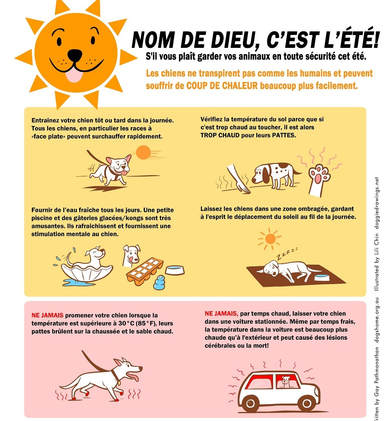 NOM DE DIEU, C'EST L'ÉTÉ!
S'il vous plaît garder vos animaux en toute sécurité cet été.
Les chiens ne transpirent pas comme les humains et peuvent
souffrir de COUP DE CHALEUR beaucoup plus facilement.
Entrainez votre chien tôt ou tard dans la journée.
Tous les chiens, en particulier les races à
-face plate- peuvent surchauffer rapidement.
Vérifiez la température du sol parce que si
c'est trop chaud au toucher, il est alors
TROP CHAUD pour leurs PATTES.
Fournir de l'eau fraîche tous les jours. Une petite
piscine et des gâteries glacées/kongs sont très
amusantes. Ils rafraichissent et fournissent une
stimulation mentale au chien.
Laissez les chiens dans une zone ombragée, gardant
à l'esprit le déplacement du soleil au fil de la journée.
ZZZZ
NE JAMAIS promener votre chien lorsque la
température est supérieure à 30°C (85°F), leurs
pattes brûlent sur la chaussée et le sable chaud.
NE JAMAIS, par temps chaud, laisser votre chien
dans une voiture stationnée. Même par temps frais,
la température dans la voiture est beaucoup plus
chaude qu'à l'extérieur et peut causé des lésions
cérébrales ou la mort!
itten by Gay Pathmanathan dogshome.org.au Illustrated by Lili Chin doggiedrawings.net